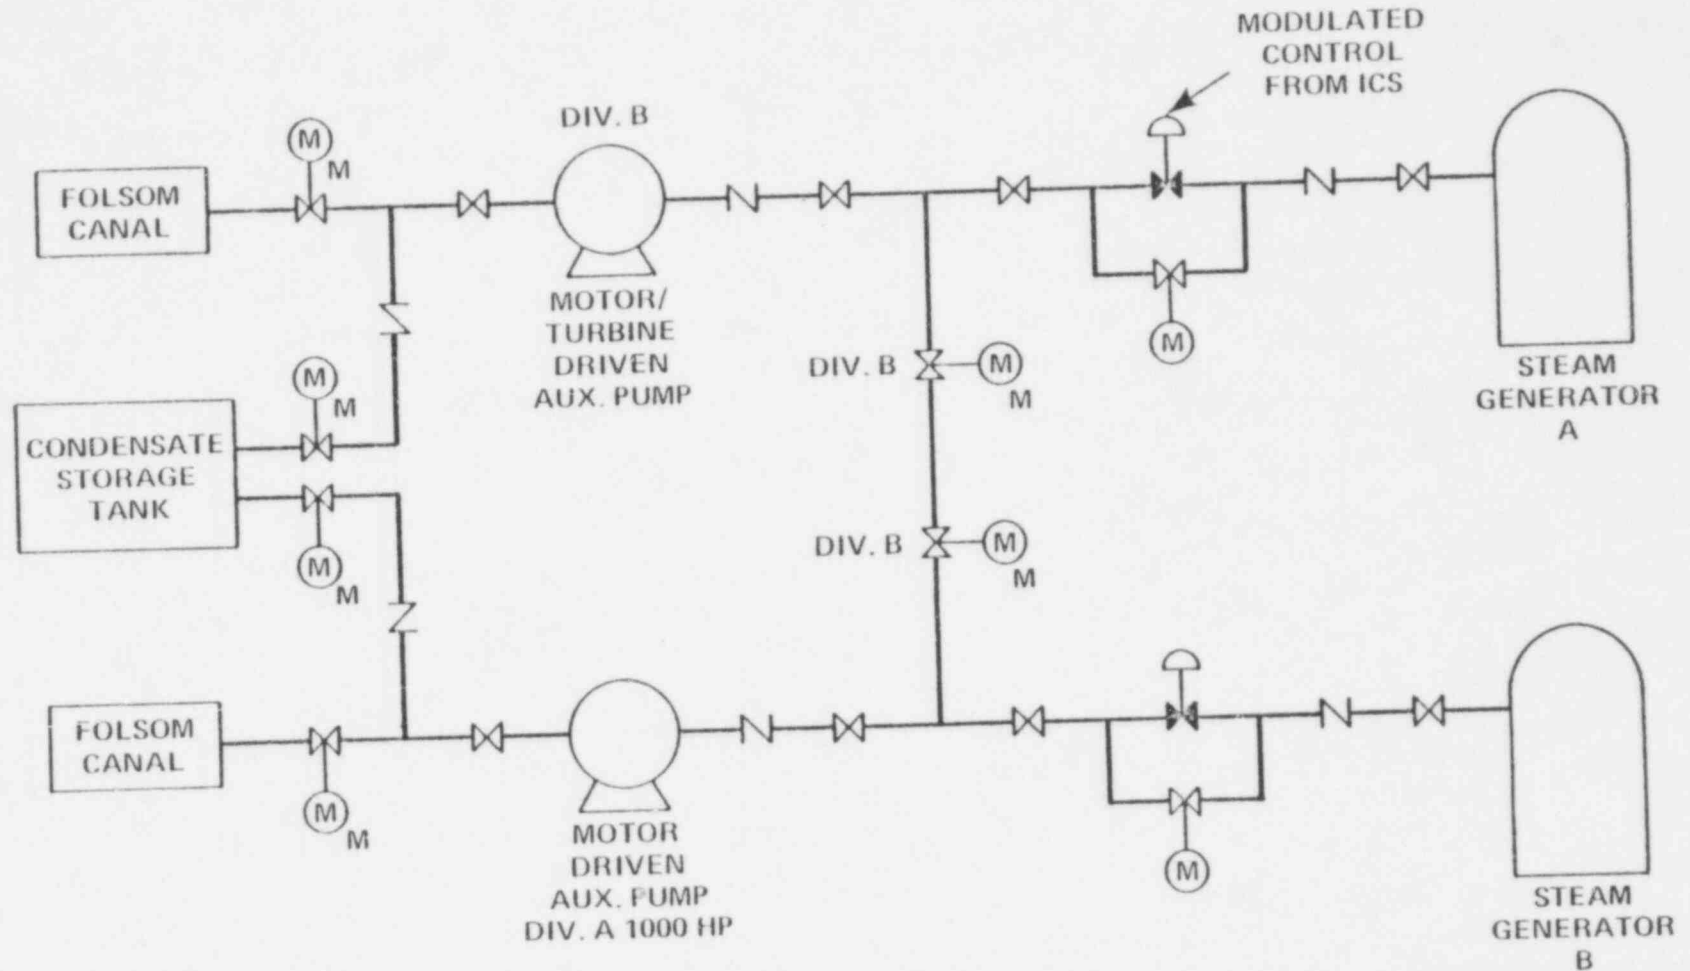 MODULATED
CONTROL
FROM ICS
DIV. B
M
M
FOLSOM
CANAL
MOTOR/
TURBINE
DRIVEN
AUX. PUMP
M
STEAM
GENERATOR
A
M
M
DIV. B
M
M
CONDENSATE
STORAGE
TANK
M
M
DIV. B
M
M
FOLSOM
CANAL
M
M
MOTOR
DRIVEN
AUX. PUMP
DIV. A 1000 HP
M
STEAM
GENERATOR
B